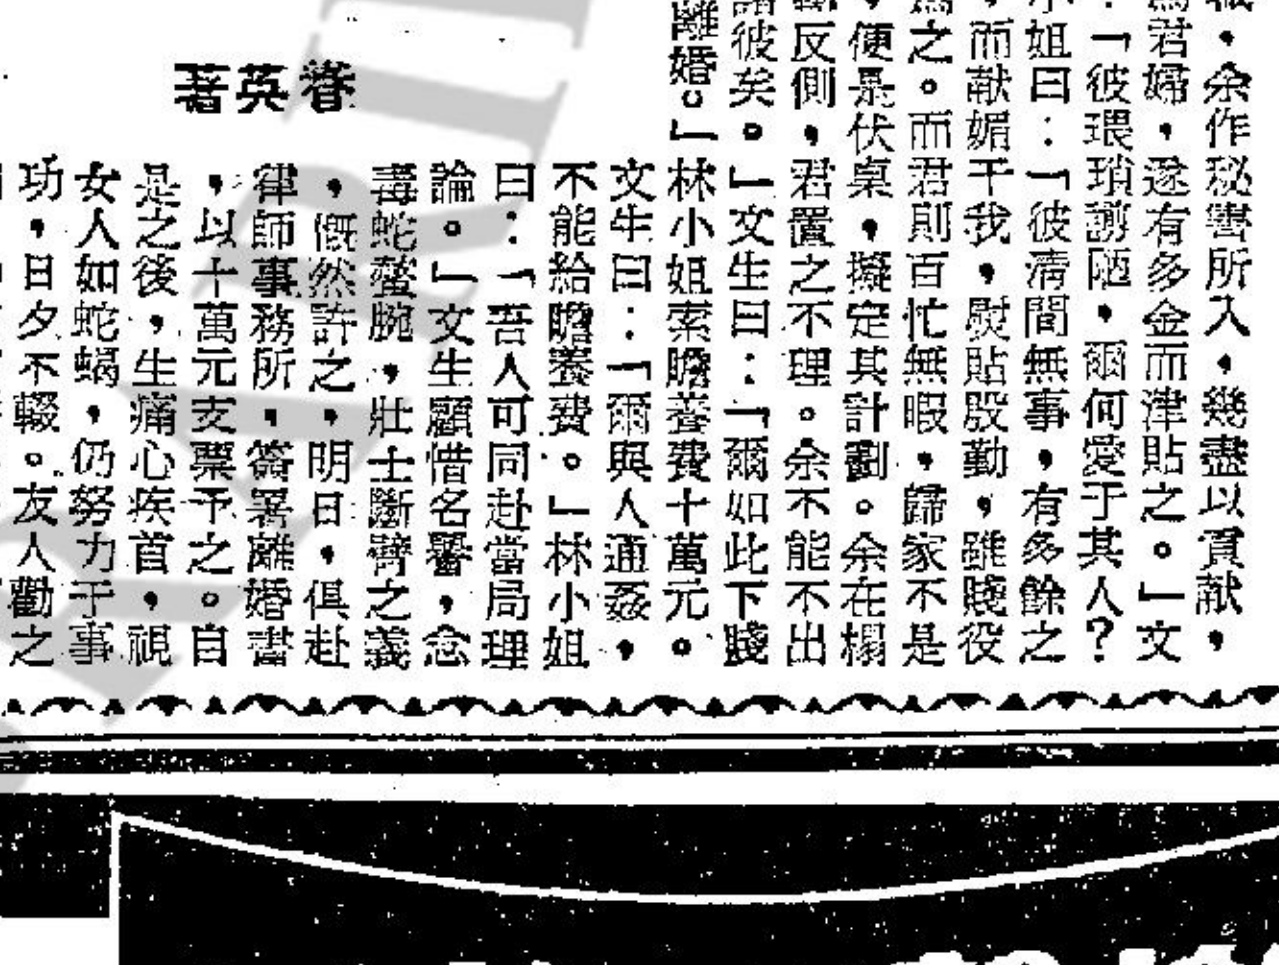 ，余作秘書所入，幾盡以貢献，
君婦，遂有多金而津貼之。」文
：「彼猥瑣謭陋，爾何愛于其人？
小姐曰：「彼清閒無事，有多餘之
，而献媚于我，慰貼殷勤，雖賤役
為之。而君則百忙無暇，歸家不是
，便是伏桌，擬定其計劃。余在榻
動反側，君置之不理。余不能不出
諸彼矣。」文生曰：「爾如此下賤
離婚。」林小姐索贍養費十萬元。
文生曰：「爾與人通姦，
不能給贍養費。」林小姐
曰：「吾人可同赴當局理
論。」文生顧惜名譽，念
毒蛇螫腕，壯士斷臂之義
，慨然許之，明日，俱赴
律師事務所，簽署離婚書
，以十萬元支票予之。自
是之後，生痛心疾首，視
女人如蛇蝎，仍努力于事
功，日夕不輟。友人勸之
眷英著